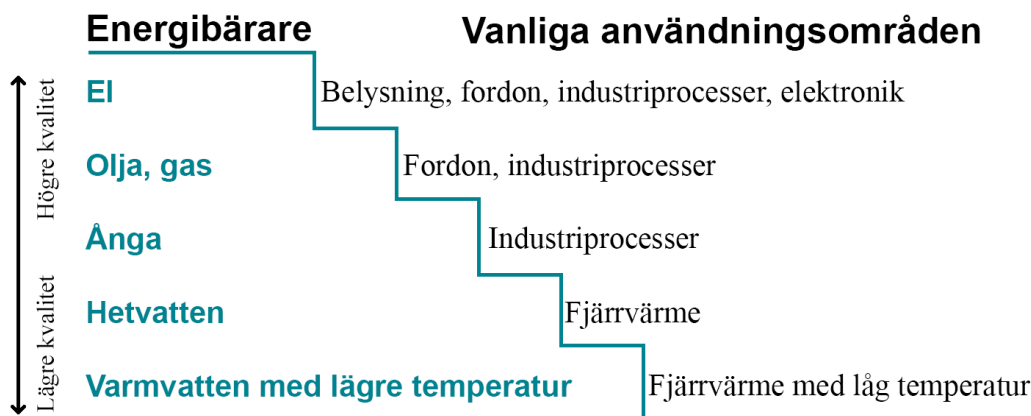 Energibärare Vanliga användningsområden
Högre kvalitet
El Belysning, fordon, industriprocesser, elektronik
Olja, gas Fordon, industriprocesser
Ånga Industriprocesser
Lägre kvalitet
Hetvatten Fjärrvärme
Varmvatten med lägre temperatur Fjärrvärme med låg temperatur